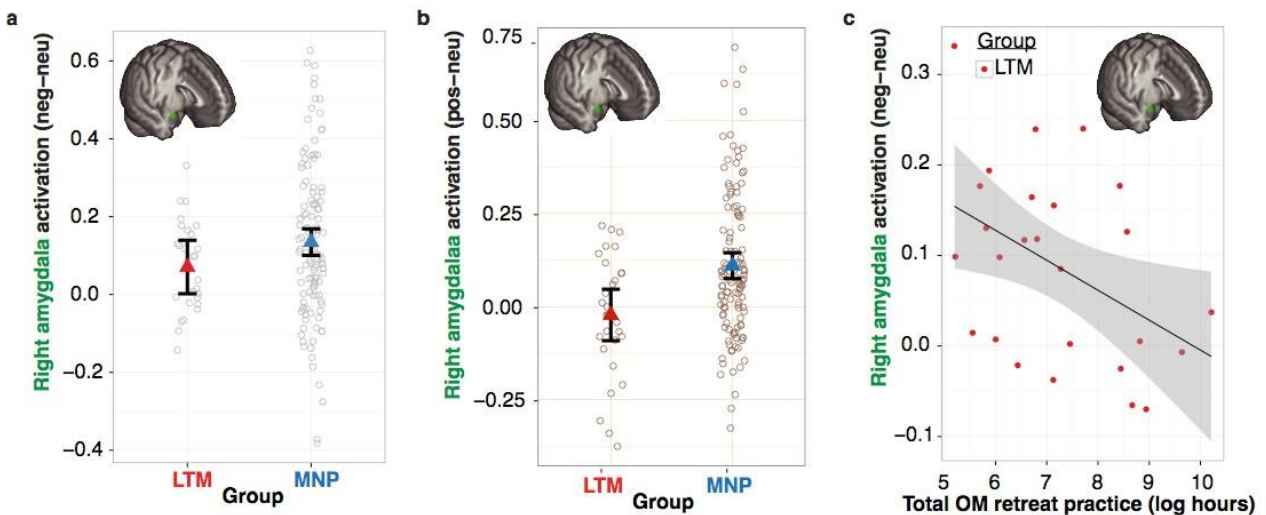 a
Right amygdala activation (neg–neu)
0.6
0.4
0.2
0.0
−0.2
−0.4
LTM
MNP
Group
b
Right amygdalaa activation (pos–neu)
0.75
0.50
0.25
0.00
−0.25
LTM
MNP
Group
c
Right amygdala activation (neg–neu)
0.3
0.2
0.1
0.0
−0.1
Group
LTM
5 6 7 8 9 10
Total OM retreat practice (log hours)